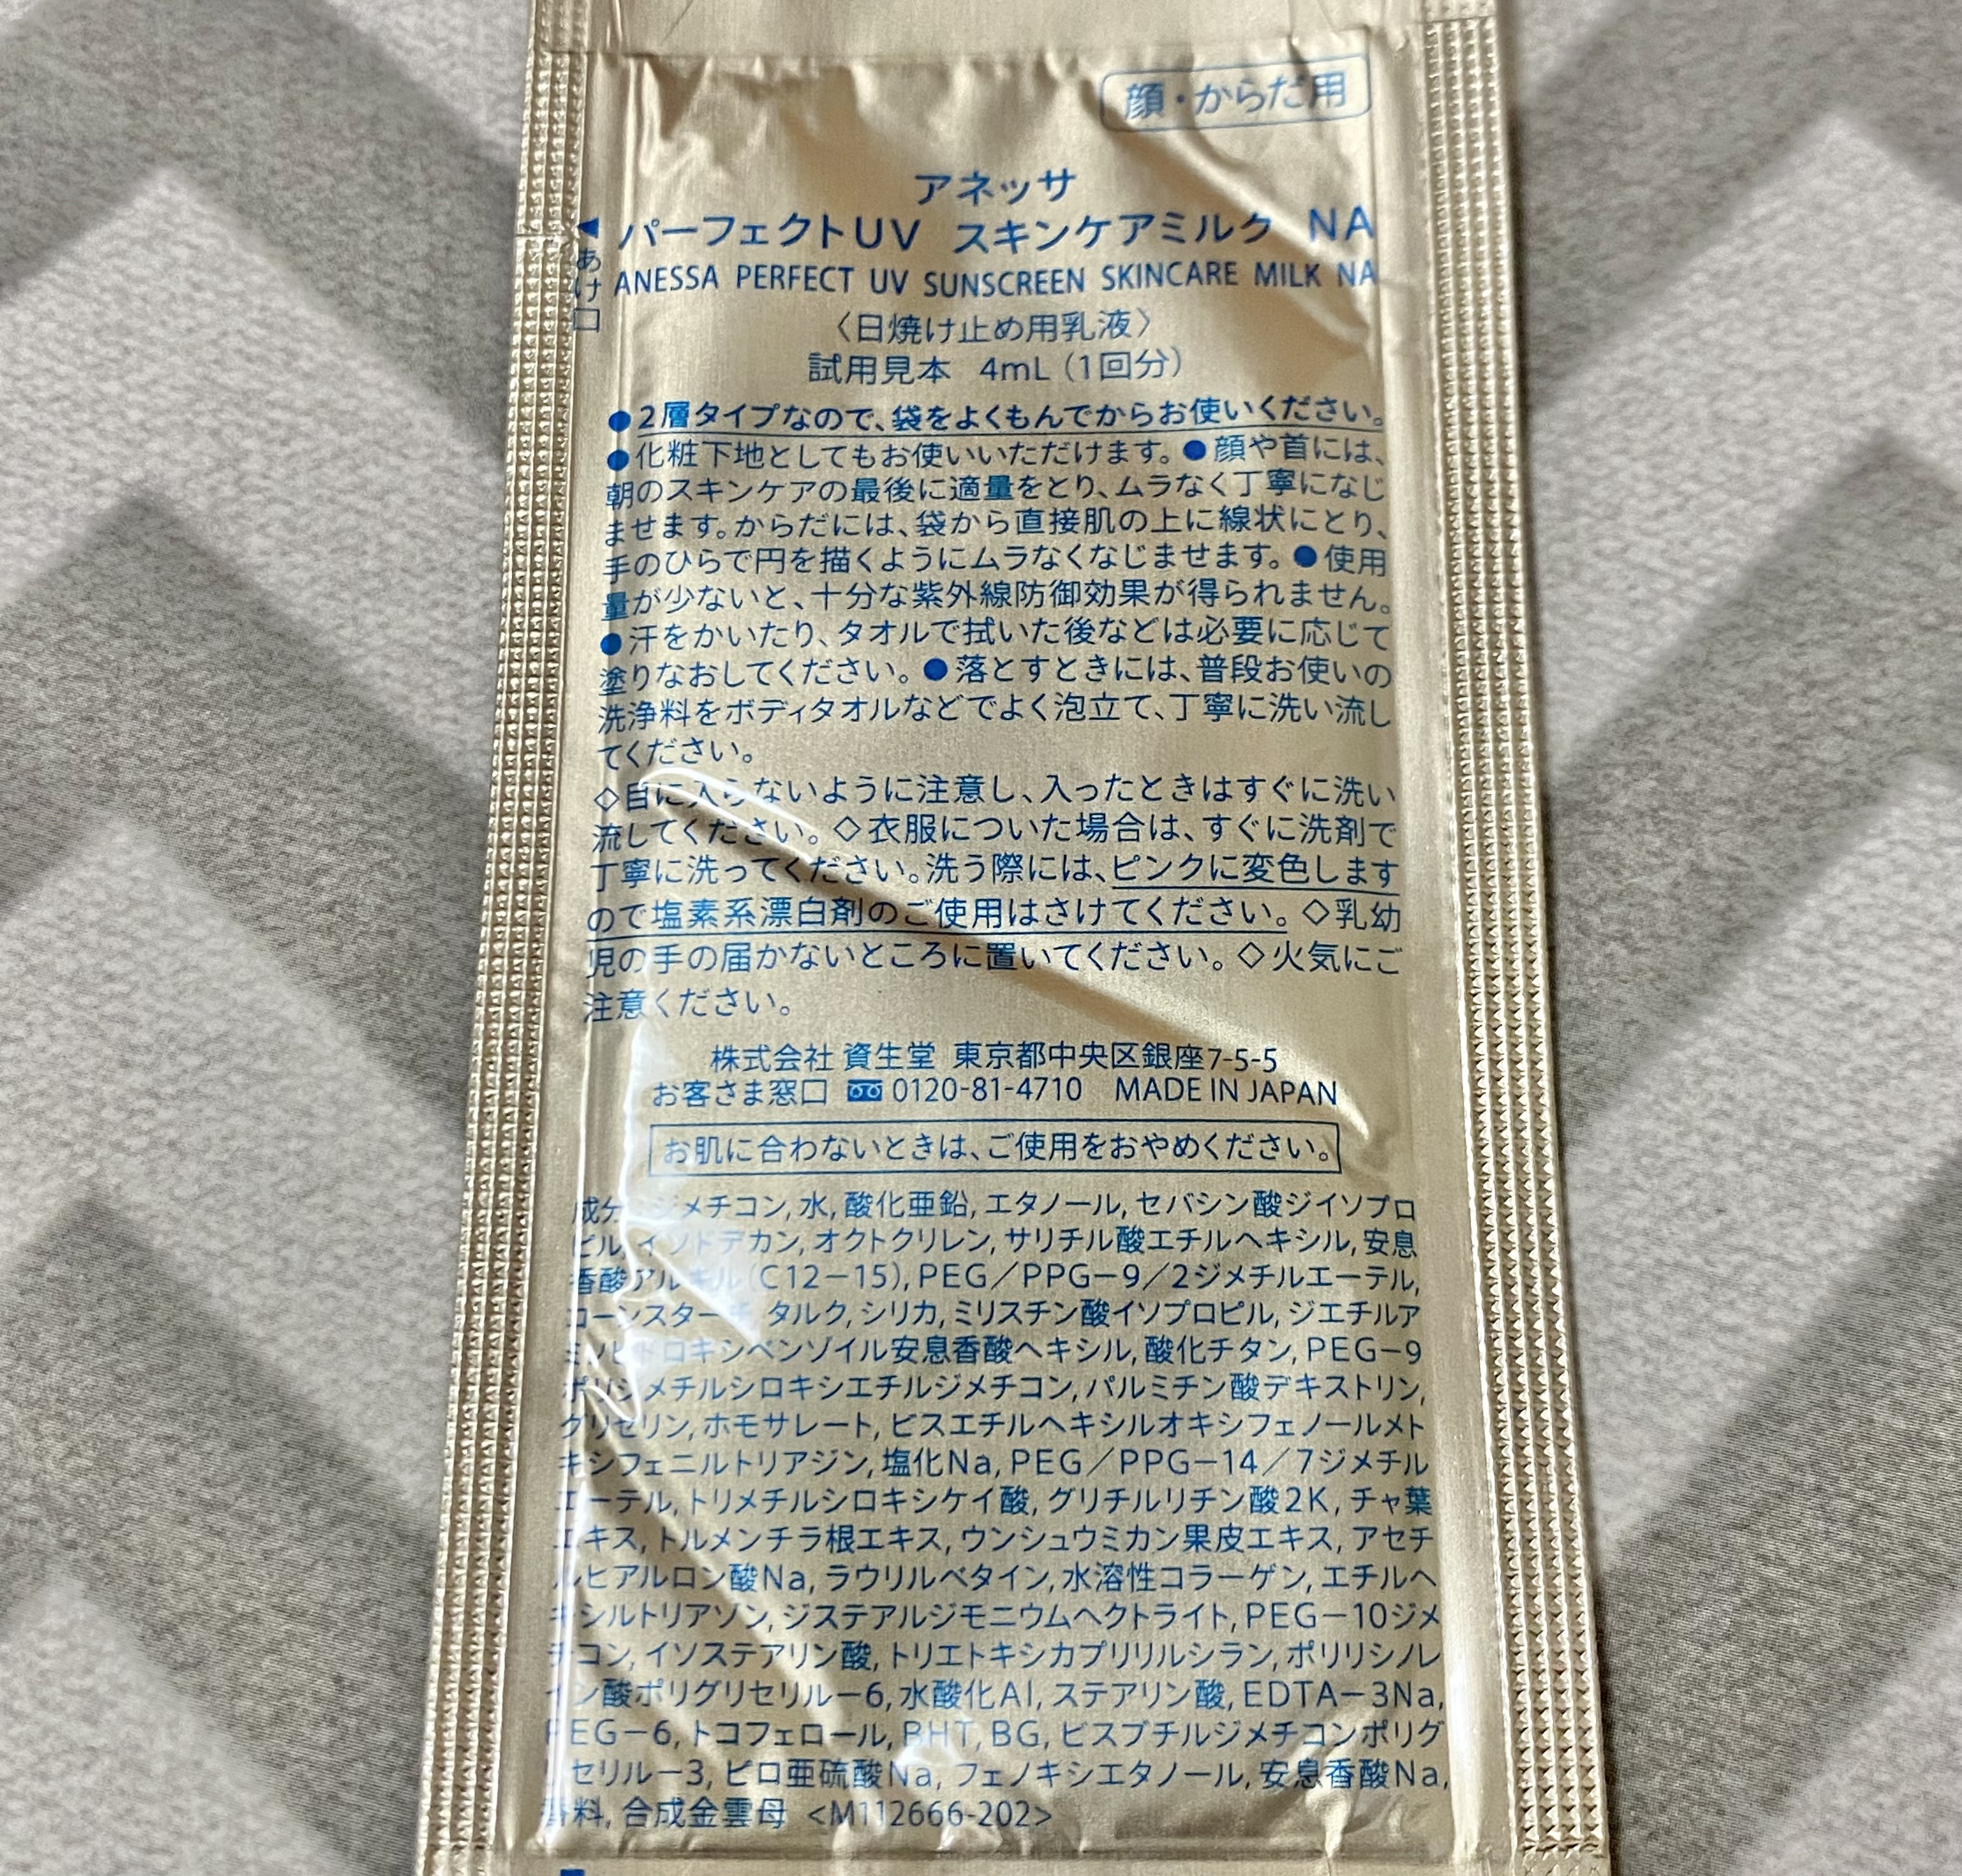 顔・からだ用
アネッサ
パーフェクトUV スキンケアミルク NA
ANESSA PERFECT UV SUNSCREEN SKINCARE MILK NA
◀あけ口
〈日焼け止め用乳液〉
試用見本 4mL（1回分）
●2層タイプなので、袋をよくもんでからお使いください。
●化粧下地としてもお使いいただけます。●顔や首には、
朝のスキンケアの最後に適量をとり、ムラなく丁寧になじ
ませます。からだには、袋から直接肌の上に線状にとり、
手のひらで円を描くようにムラなくなじませます。●使用
量が少ないと、十分な紫外線防御効果が得られません。
●汗をかいたり、タオルで拭いた後などは必要に応じて
塗りなおしてください。●落とすときには、普段お使いの
洗浄料をボディタオルなどでよく泡立て、丁寧に洗い流し
てください。
◇目に入らないように注意し、入ったときはすぐに洗い
流してください。◇衣服についた場合は、すぐに洗剤で
丁寧に洗ってください。洗う際には、ピンクに変色します
ので塩素系漂白剤のご使用はさけてください。◇乳幼
児の手の届かないところに置いてください。◇火気にご
注意ください。
株式会社 資生堂 東京都中央区銀座7-5-5
お客さま窓口 0120-81-4710 MADE IN JAPAN
お肌に合わないときは、ご使用をおやめください。
成分 ジメチコン, 水, 酸化亜鉛, エタノール, セバシン酸ジイソプロ
ピル, イソドデカン, オクトクリレン, サリチル酸エチルヘキシル, 安息
香酸アルキル（C12－15）, PEG／PPG－9／2ジメチルエーテル,
コーンスターチ, タルク, シリカ, ミリスチン酸イソプロピル, ジエチルア
ミノヒドロキシベンゾイル安息香酸ヘキシル, 酸化チタン, PEG－9
ポリジメチルシロキシエチルジメチコン, パルミチン酸デキストリン,
グリセリン, ホモサレート, ビスエチルヘキシルオキシフェノールメト
キシフェニルトリアジン, 塩化Na, PEG／PPG－14／7ジメチル
エーテル, トリメチルシロキシケイ酸, グリチルリチン酸2K, チャ葉
エキス, トルメンチラ根エキス, ウンシュウミカン果皮エキス, アセチ
ルヒアルロン酸Na, ラウリルベタイン, 水溶性コラーゲン, エチルヘ
キシルトリアゾン, ジステアルジモニウムヘクトライト, PEG－10ジメ
チコン, イソステアリン酸, トリエトキシカプリリルシラン, ポリリシノレ
イン酸ポリグリセリル－6, 水酸化Al, ステアリン酸, EDTA－3Na,
PEG－6, トコフェロール, BHT, BG, ビスブチルジメチコンポリグ
リセリル－3, ピロ亜硫酸Na, フェノキシエタノール, 安息香酸Na,
香料, 合成金雲母 <M112666-202>